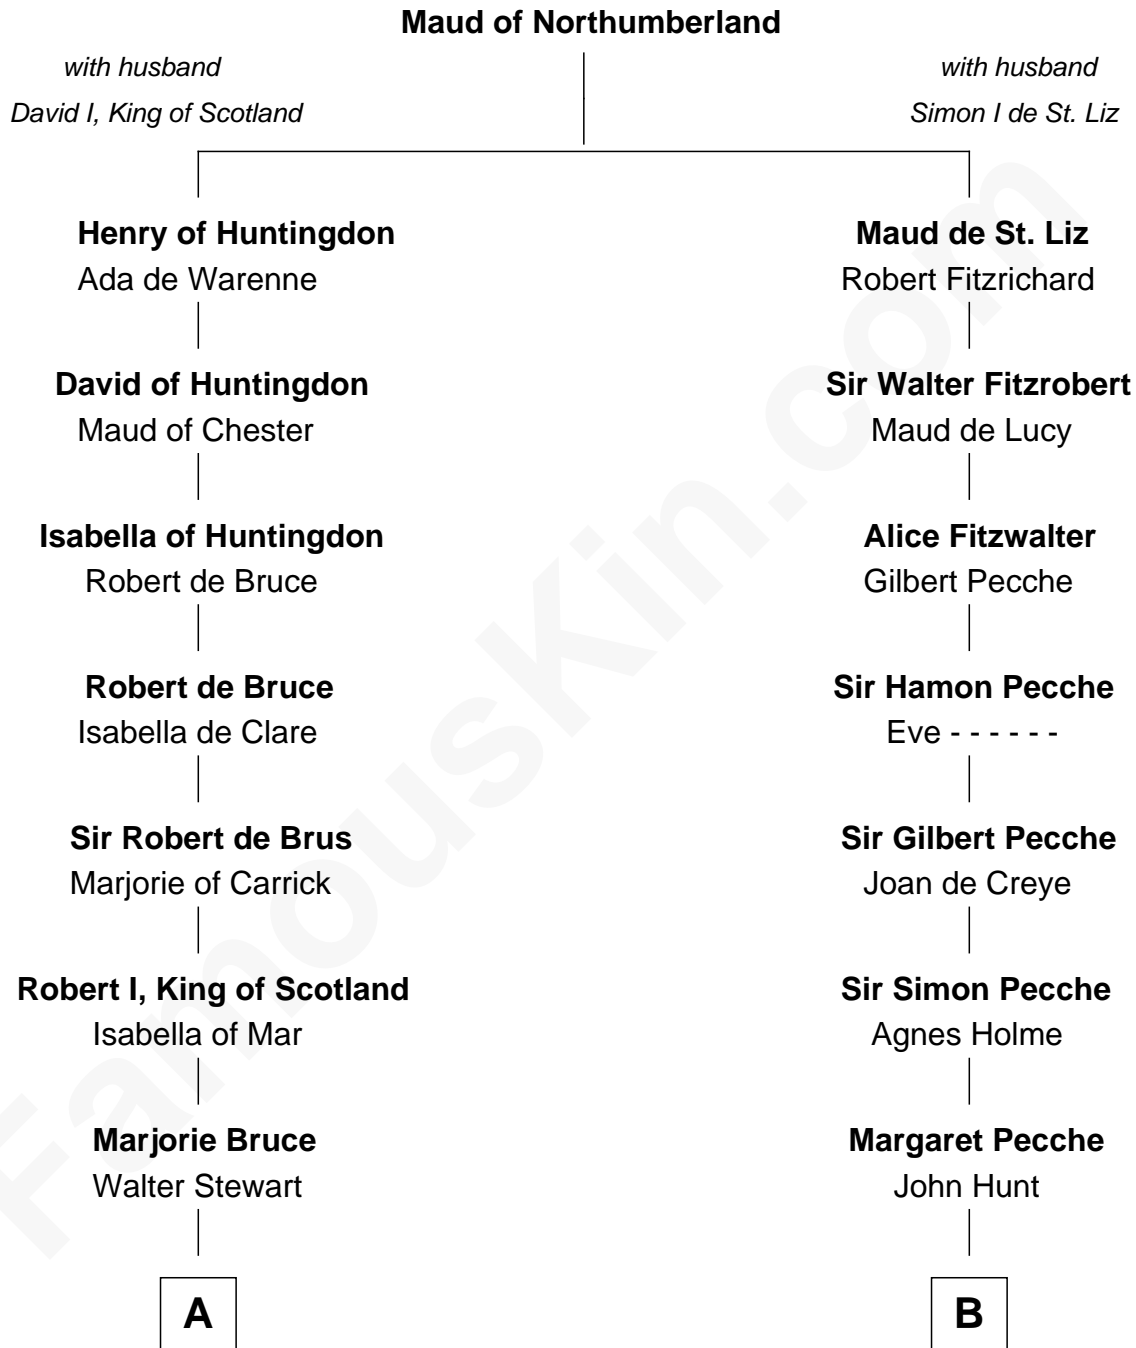 Maud of Northumberland
with husband
David I, King of Scotland
with husband
Simon I de St. Liz
Henry of Huntingdon
Ada de Warenne
Maud de St. Liz
Robert Fitzrichard
David of Huntingdon
Maud of Chester
Sir Walter Fitzrobert
Maud de Lucy
Isabella of Huntingdon
Robert de Bruce
Alice Fitzwalter
Gilbert Pecche
Robert de Bruce
Isabella de Clare
Sir Hamon Pecche
Eve - - - - - -
Sir Robert de Brus
Marjorie of Carrick
Sir Gilbert Pecche
Joan de Creye
Robert I, King of Scotland
Isabella of Mar
Sir Simon Pecche
Agnes Holme
Marjorie Bruce
Walter Stewart
Margaret Pecche
John Hunt
A
B
FamousKin.com